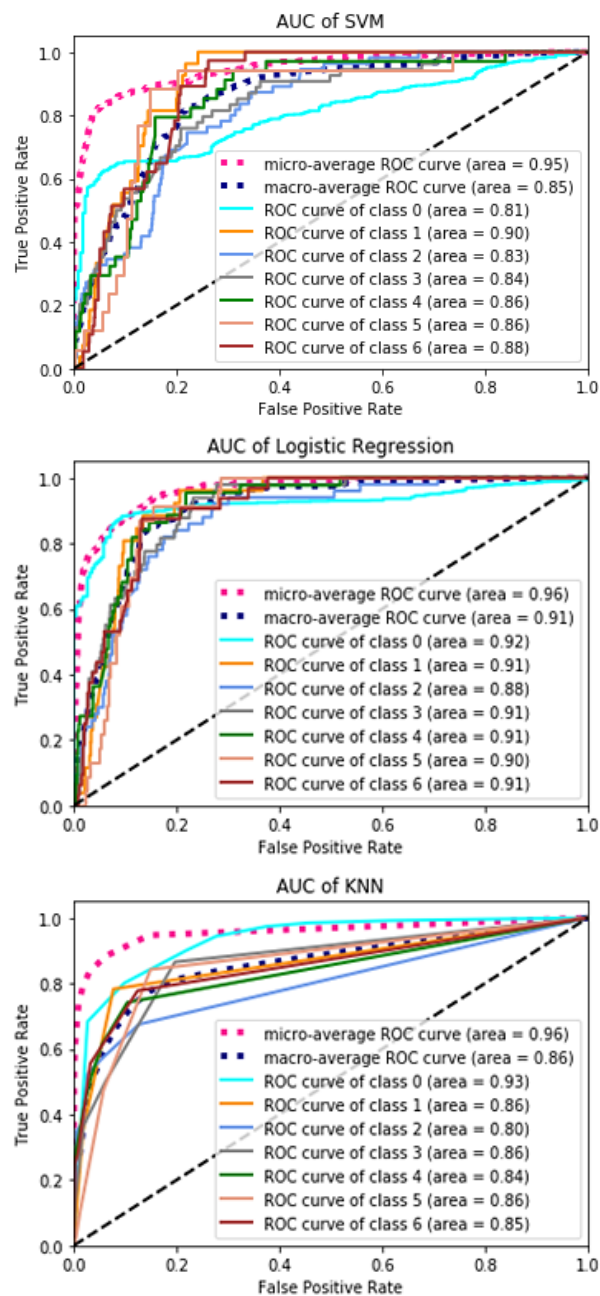 AUC of SVM
1.0
0.8
0.6
0.4
0.2
0.0
True Positive Rate
micro-average ROC curve (area = 0.95)
macro-average ROC curve (area = 0.85)
ROC curve of class 0 (area = 0.81)
ROC curve of class 1 (area = 0.90)
ROC curve of class 2 (area = 0.83)
ROC curve of class 3 (area = 0.84)
ROC curve of class 4 (area = 0.86)
ROC curve of class 5 (area = 0.86)
ROC curve of class 6 (area = 0.88)
0.0 0.2 0.4 0.6 0.8 1.0
False Positive Rate
AUC of Logistic Regression
1.0
0.8
0.6
0.4
0.2
0.0
True Positive Rate
micro-average ROC curve (area = 0.96)
macro-average ROC curve (area = 0.91)
ROC curve of class 0 (area = 0.92)
ROC curve of class 1 (area = 0.91)
ROC curve of class 2 (area = 0.88)
ROC curve of class 3 (area = 0.91)
ROC curve of class 4 (area = 0.91)
ROC curve of class 5 (area = 0.90)
ROC curve of class 6 (area = 0.91)
0.0 0.2 0.4 0.6 0.8 1.0
False Positive Rate
AUC of KNN
1.0
0.8
0.6
0.4
0.2
0.0
True Positive Rate
micro-average ROC curve (area = 0.96)
macro-average ROC curve (area = 0.86)
ROC curve of class 0 (area = 0.93)
ROC curve of class 1 (area = 0.86)
ROC curve of class 2 (area = 0.80)
ROC curve of class 3 (area = 0.86)
ROC curve of class 4 (area = 0.84)
ROC curve of class 5 (area = 0.86)
ROC curve of class 6 (area = 0.85)
0.0 0.2 0.4 0.6 0.8 1.0
False Positive Rate